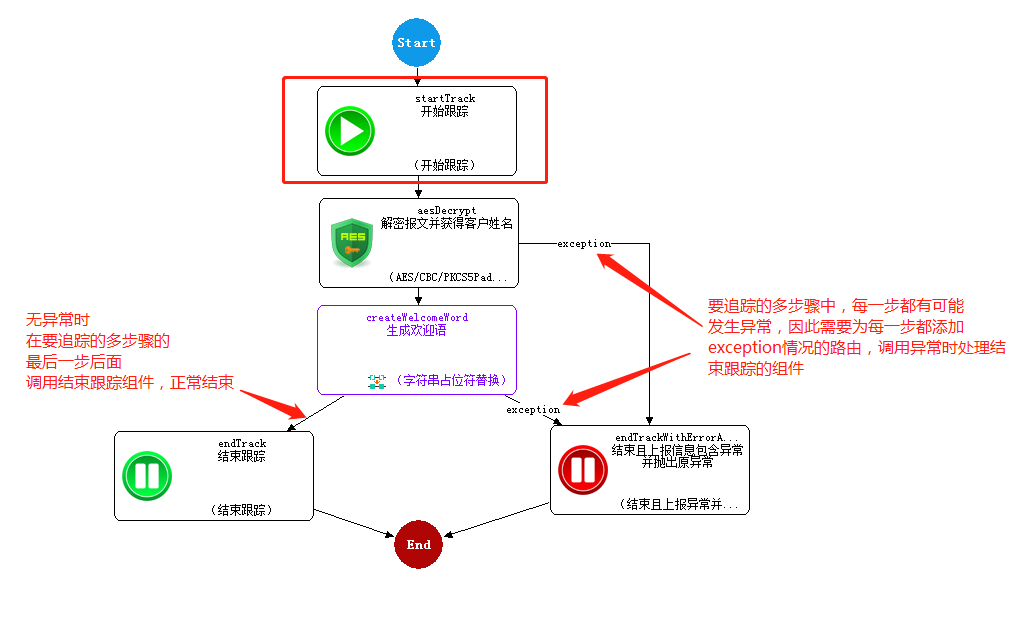 Start
startTrack
开始跟踪
(开始跟踪)
aesDecrypt
解密报文并获得客户姓名
AES
(AES/CBC/PKCS5Pad...
exception
createWelcomeWord
生成欢迎语
(字符串占位符替换)
无异常时
在要追踪的多步骤的
最后一步后面
调用结束跟踪组件，正常结束
要追踪的多步骤中，每一步都有可能
发生异常，因此需要为每一步都添加
exception情况的路由，调用异常时处理结
束跟踪的组件
exception
endTrack
结束跟踪
(结束跟踪)
endTrackWithErrorA...
结束且上报信息包含异常
并抛出原异常
(结束且上报异常并...
End